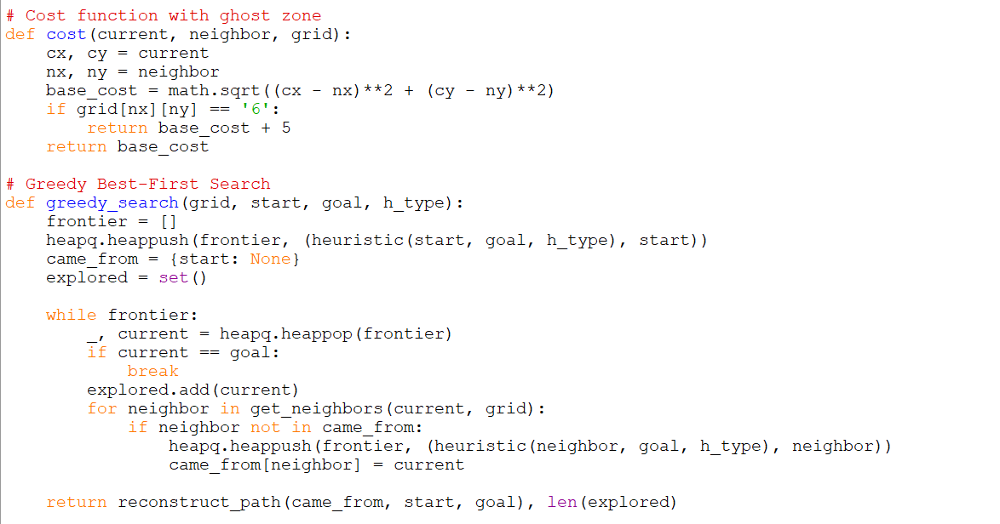 # Cost function with ghost zone
def cost(current, neighbor, grid):
    cx, cy = current
    nx, ny = neighbor
    base_cost = math.sqrt((cx - nx)**2 + (cy - ny)**2)
    if grid[nx][ny] == '6':
        return base_cost + 5
    return base_cost

# Greedy Best-First Search
def greedy_search(grid, start, goal, h_type):
    frontier = []
    heapq.heappush(frontier, (heuristic(start, goal, h_type), start))
    came_from = {start: None}
    explored = set()

    while frontier:
        _, current = heapq.heappop(frontier)
        if current == goal:
            break
        explored.add(current)
        for neighbor in get_neighbors(current, grid):
            if neighbor not in came_from:
                heapq.heappush(frontier, (heuristic(neighbor, goal, h_type), neighbor))
                came_from[neighbor] = current

    return reconstruct_path(came_from, start, goal), len(explored)